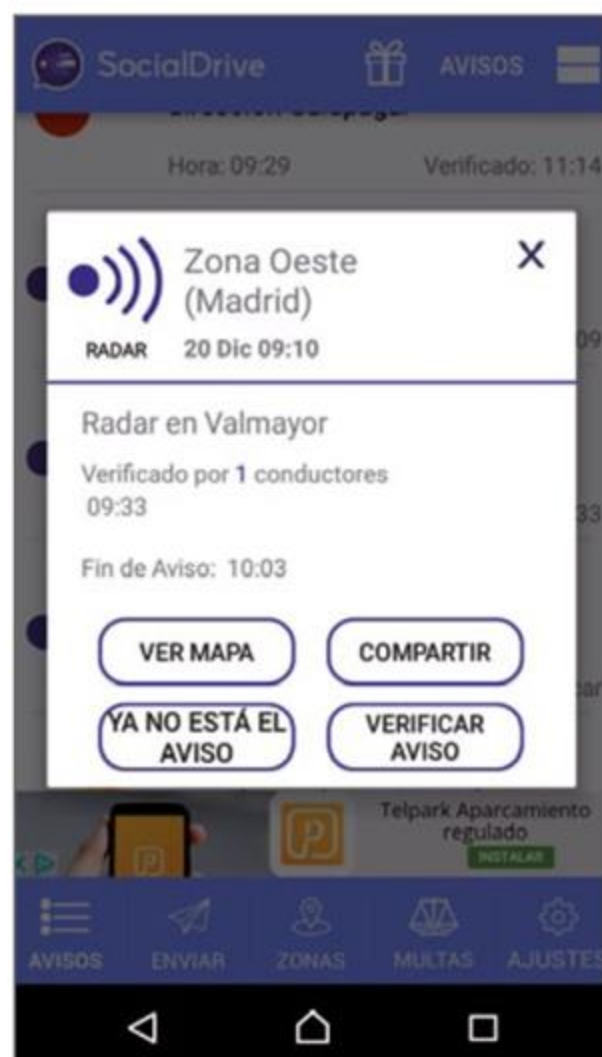 SocialDrive
AVISOS
Hora: 09:29 Verificado: 11:14
Zona Oeste
(Madrid)
X
RADAR 20 Dic 09:10
09
Radar en Valmayor
Verificado por 1 conductores
09:33
33
Fin de Aviso: 10:03
VER MAPA COMPARTIR
YA NO ESTÁ EL
AVISO
VERIFICAR
AVISO
Telpark Aparcamiento
regulado
INSTALAR
AVISOS ENVIAR ZONAS MULTAS AJUSTES